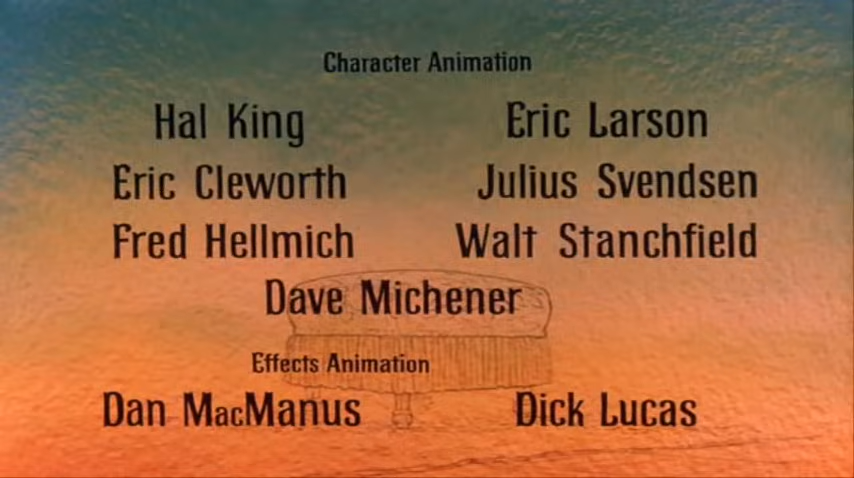 Character Animation
Hal King Eric Larson
Eric Cleworth Julius Svendsen
Fred Hellmich Walt Stanchfield
Dave Michener
Effects Animation
Dan MacManus Dick Lucas